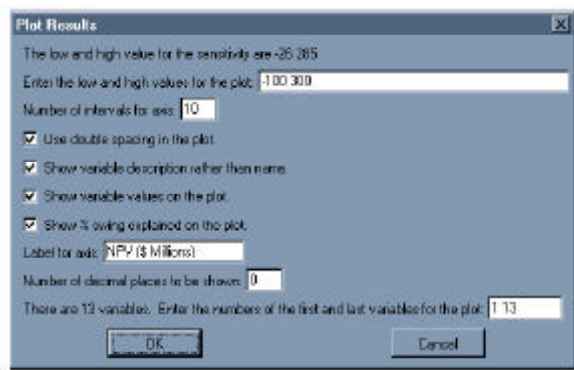 Plot Results
The low and high value for the sensitivity are -26 285
Enter the low and high values for the plot: -100 300
Number of intervals for axis: 10
Use double spacing in the plot.
Show variable description rather than name.
Show variable values on the plot.
Show % swing explained on the plot.
Label for axis: NPV ($ Millions)
Number of decimal places to be shown: 0
There are 13 variables. Enter the numbers of the first and last variables for the plot: 1 13
OK
Cancel